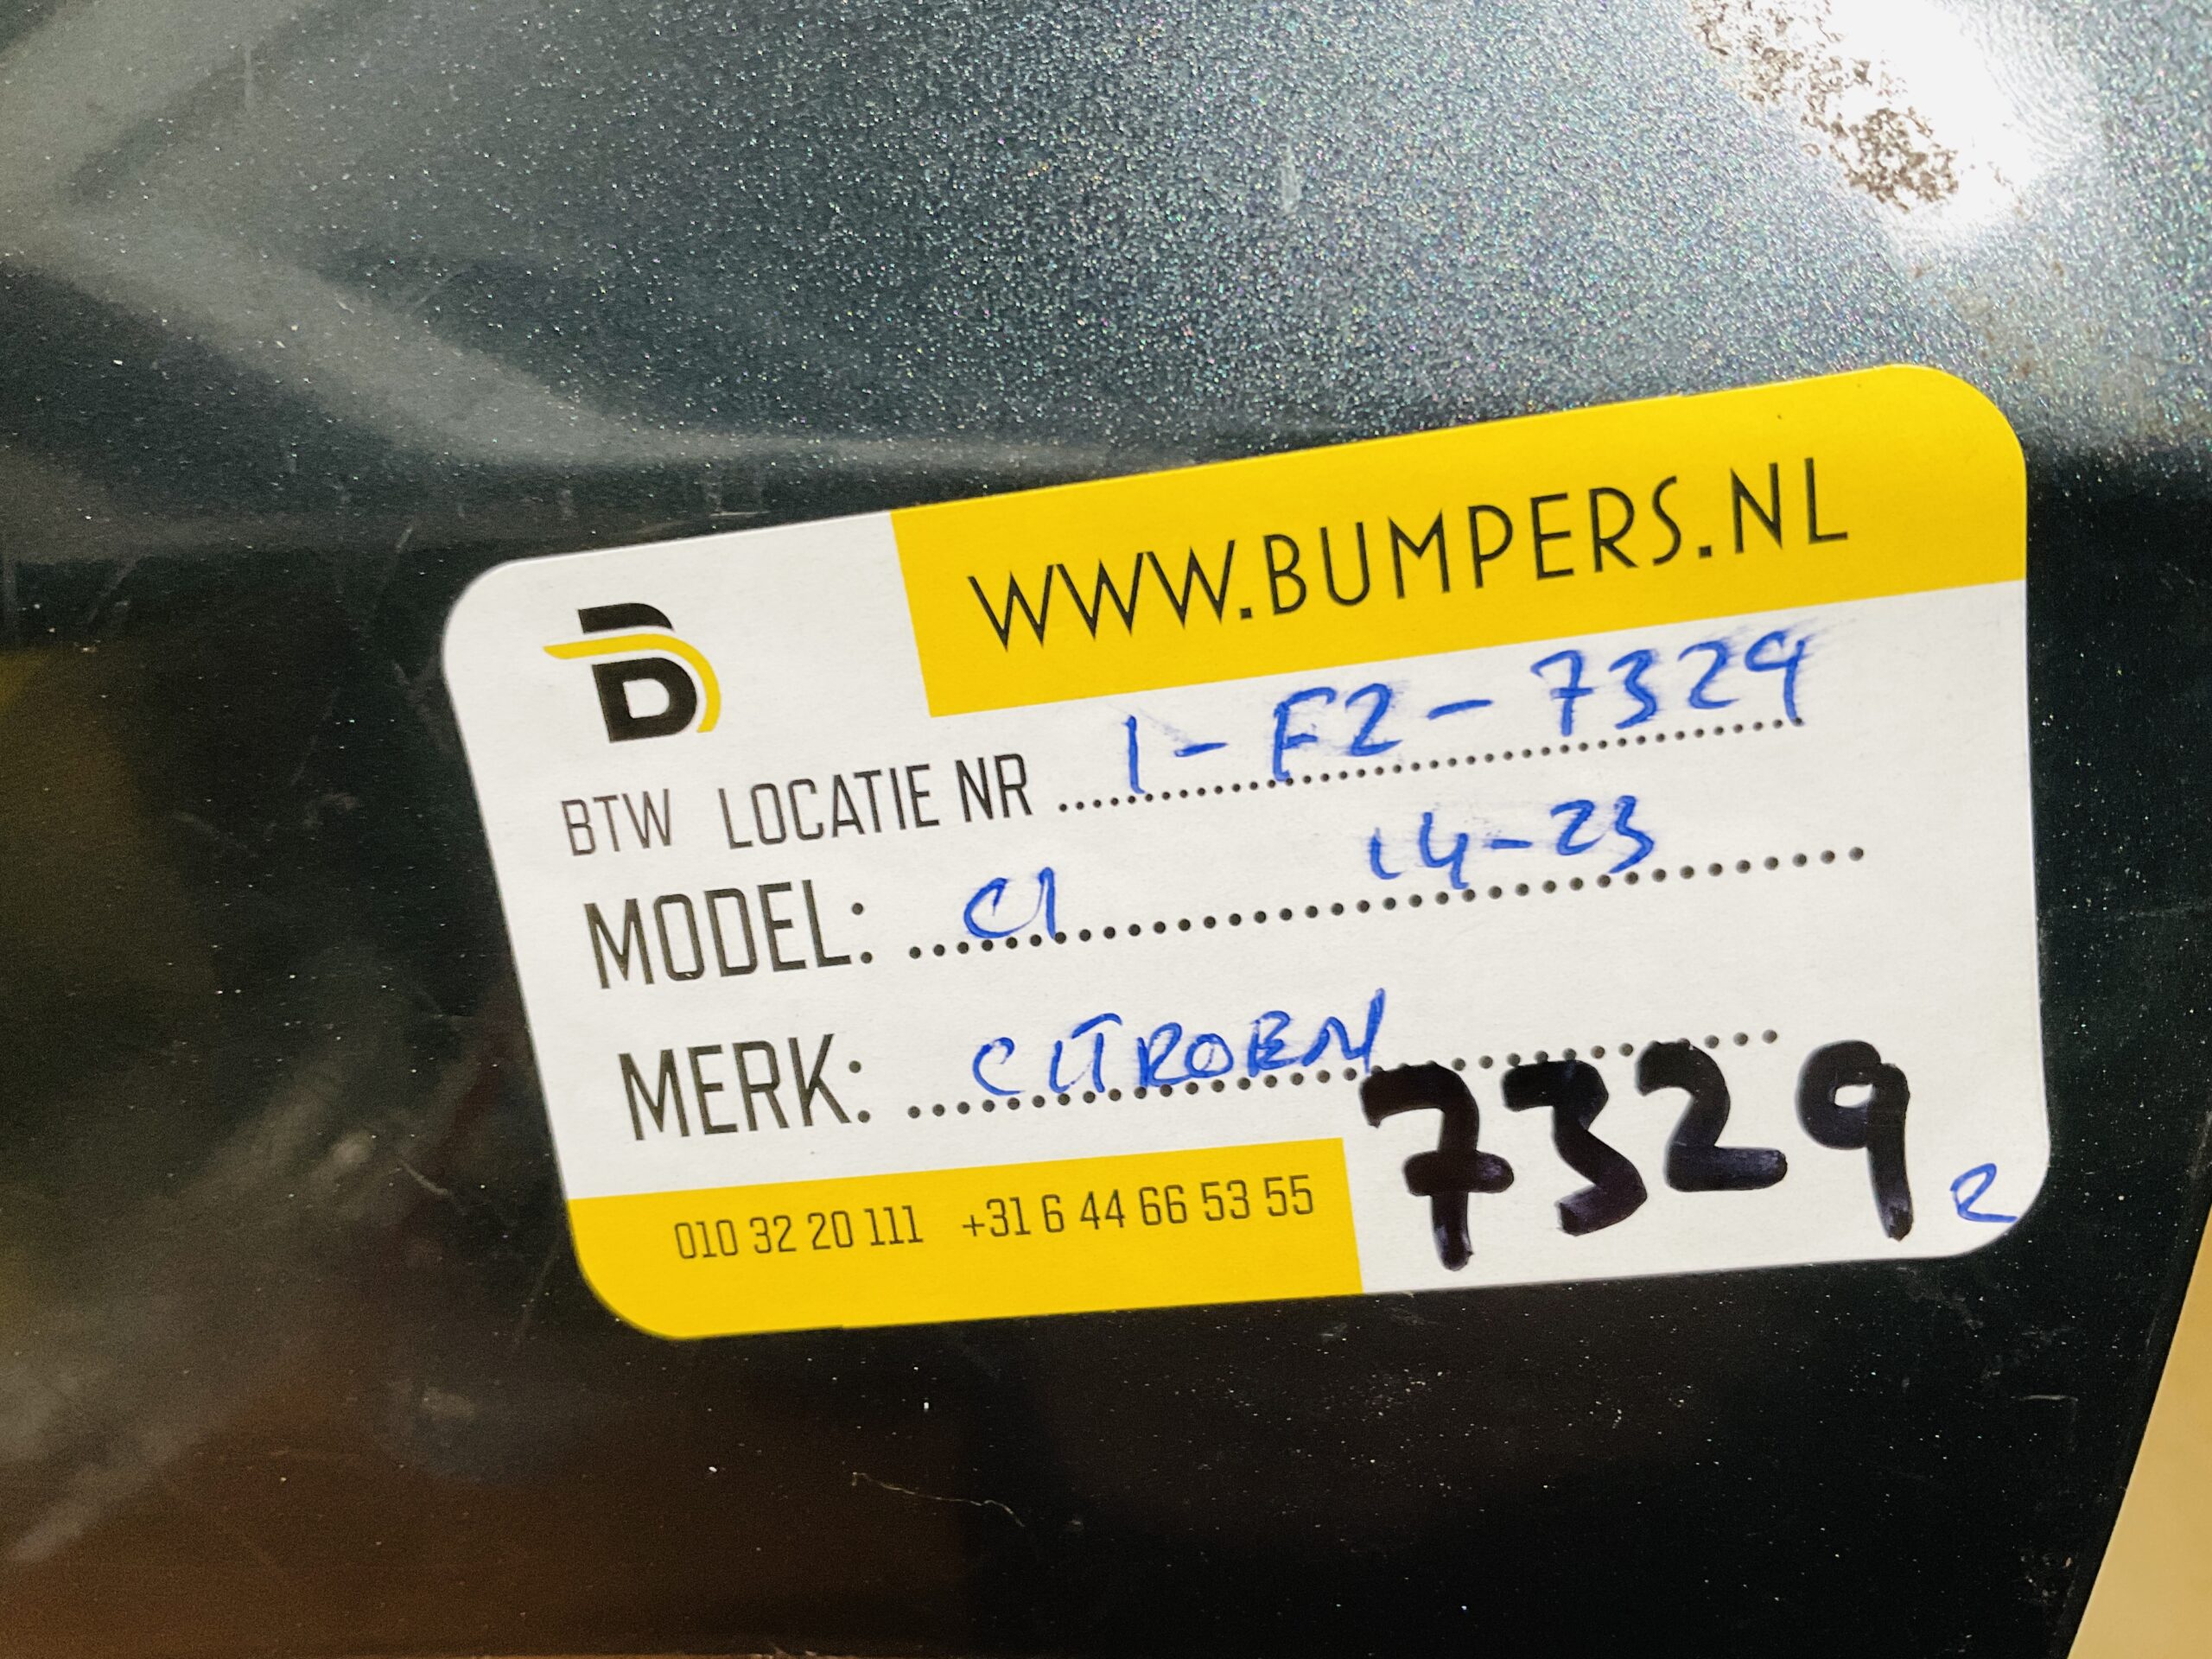 WWW.BUMPERS.NL
B
BTW LOCATIE NR 1-F2-7329
MODEL: C1 14-23
MERK: CITROEN
7329 2
010 32 20 111 +31 6 44 66 53 55